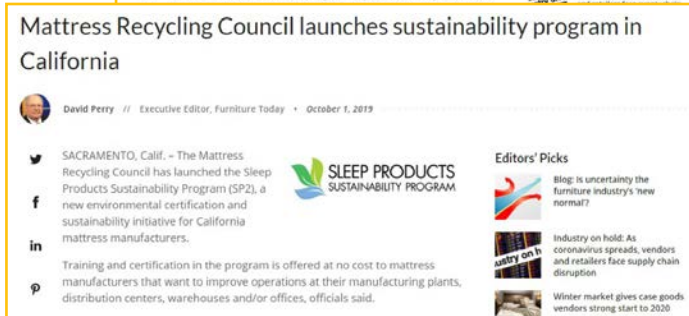 Mattress Recycling Council launches sustainability program in
California
David Perry // Executive Editor, Furniture Today • October 1, 2019
SACRAMENTO, Calif. – The Mattress
Recycling Council has launched the Sleep
Products Sustainability Program (SP2), a
new environmental certification and
sustainability initiative for California
mattress manufacturers.
Training and certification in the program is offered at no cost to mattress
manufacturers that want to improve operations at their manufacturing plants,
distribution centers, warehouses and/or offices, officials said.
SLEEP PRODUCTS
SUSTAINABILITY PROGRAM
Editors' Picks
Blog: Is uncertainty the
furniture industry's 'new
normal'?
ustry on h
Industry on hold: As
coronavirus spreads, vendors
and retailers face supply chain
disruption
Winter market gives case goods
vendors strong start to 2020